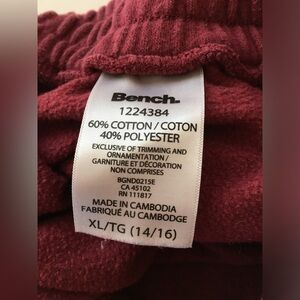 Bench.
1224384
60% COTTON / COTON
40% POLYESTER
EXCLUSIVE OF TRIMMING AND
ORNAMENTATION /
GARNITURE ET DÉCORATION
NON COMPRISES
BGND0215E
CA 45102
RN 111817
MADE IN CAMBODIA
FABRIQUÉ AU CAMBODGE
XL/TG (14/16)